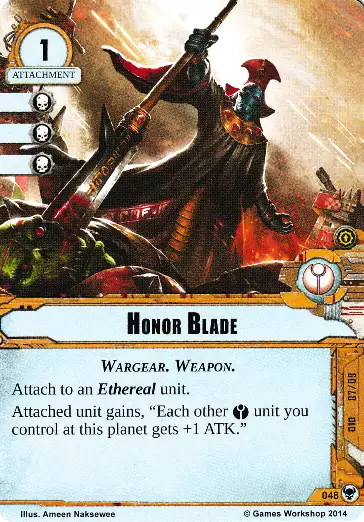 1
ATTACHMENT
HONOR BLADE
WARGEAR. WEAPON.
Attach to an Ethereal unit.
Attached unit gains, “Each other unit you
control at this planet gets +1 ATK.”
048
Illus. Ameen Naksewee
© Games Workshop 2014